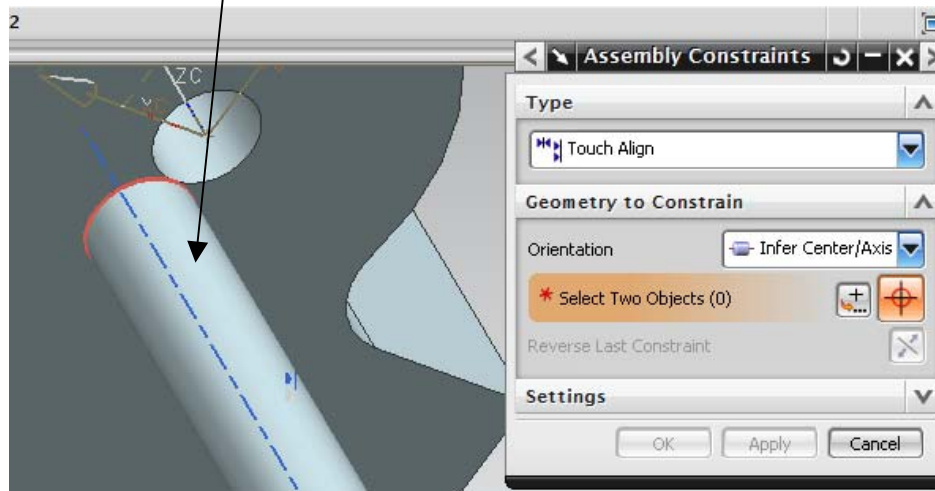 2
Assembly Constraints
ZC
Type
Touch Align
Geometry to Constrain
Orientation
Infer Center/Axis
* Select Two Objects (0)
Reverse Last Constraint
Settings
OK
Apply
Cancel